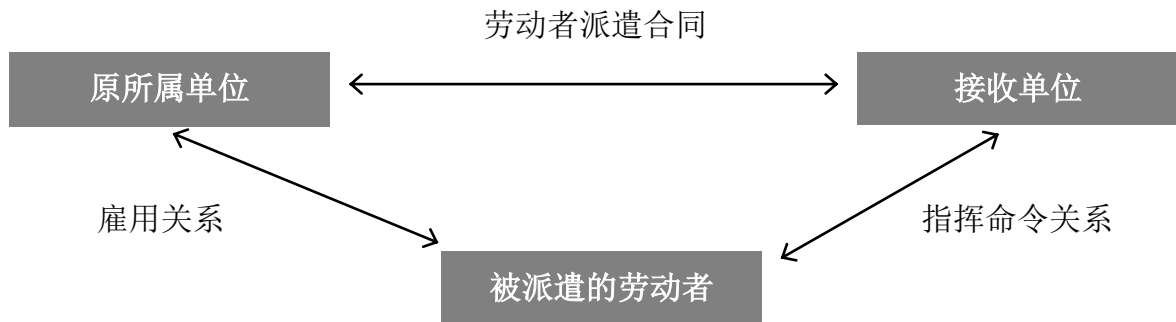 劳动者派遣合同
原所属单位
接收单位
雇用关系
指挥命令关系
被派遣的劳动者